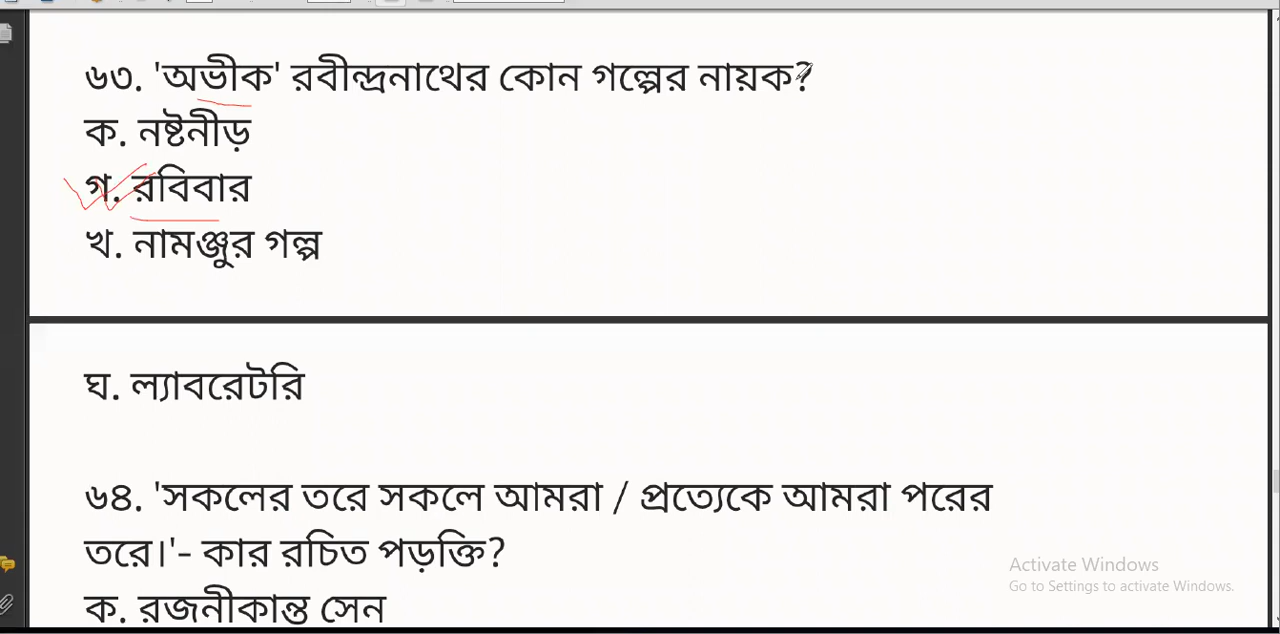 ৬৩. 'অভীক' রবীন্দ্রনাথের কোন গল্পের নায়ক?
ক. নষ্টনীড়
গ. রবিবার
খ. নামঞ্জুর গল্প
ঘ. ল্যাবরেটরি
৬৪. 'সকলের তরে সকলে আমরা / প্রত্যেকে আমরা পরের
তরে।'- কার রচিত পড়ক্তি?
ক. রজনীকান্ত সেন
Activate Windows
Go to Settings to activate Windows.